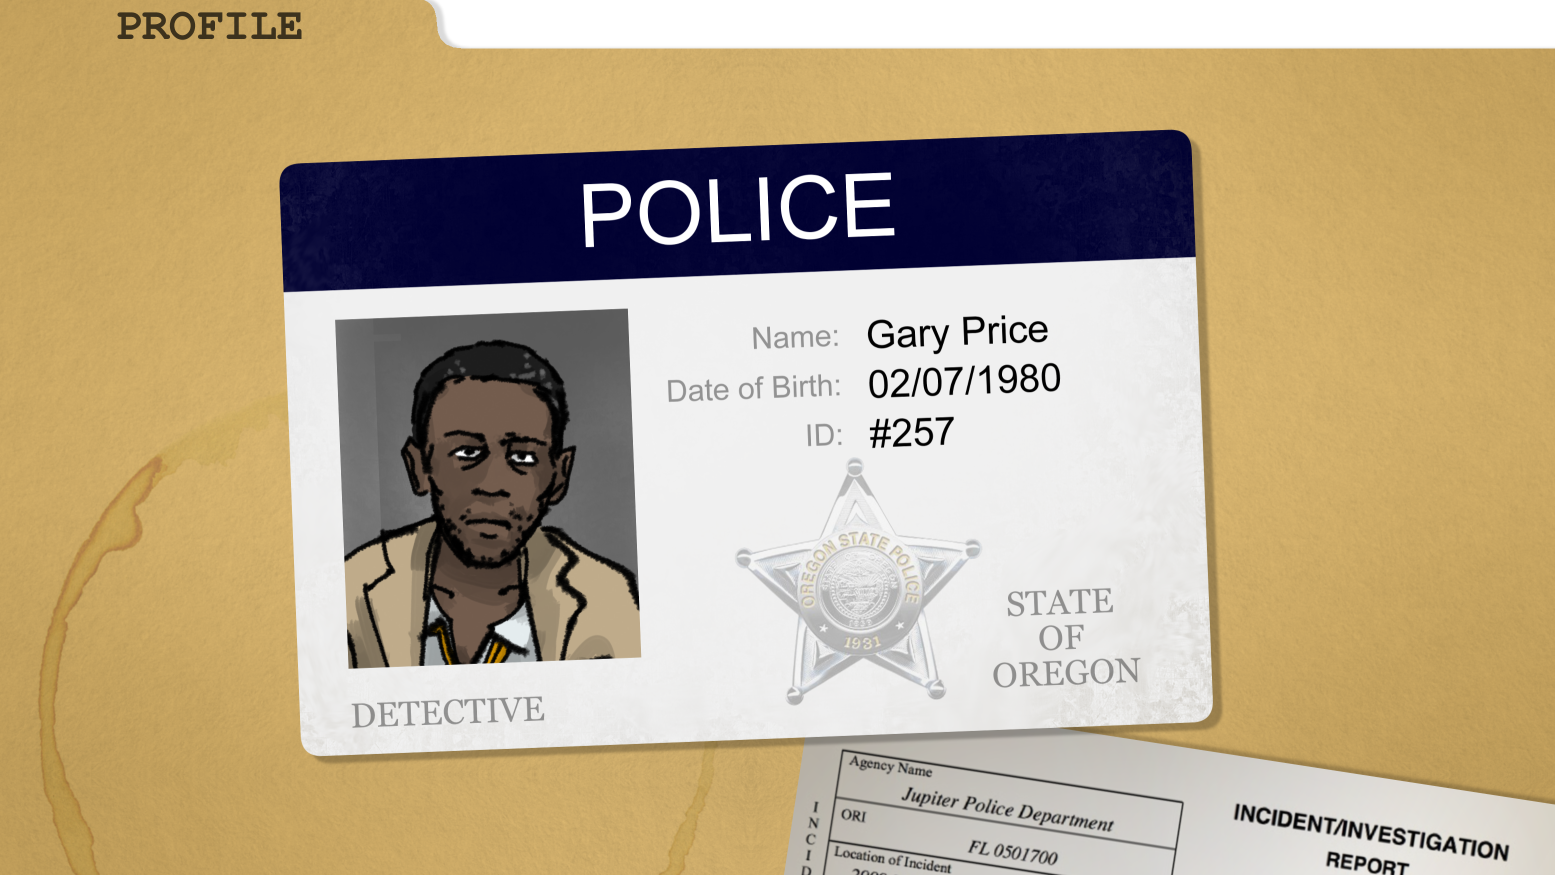 PROFILE
POLICE
Name: Gary Price
Date of Birth: 02/07/1980
ID: #257
OREGON STATE POLICE
1931
STATE
OF
OREGON
DETECTIVE
Agency Name
Jupiter Police Department
ORI
FL 0501700
Location of Incident
INCIDENT/INVESTIGATION
REPORT
I
N
C
I
D